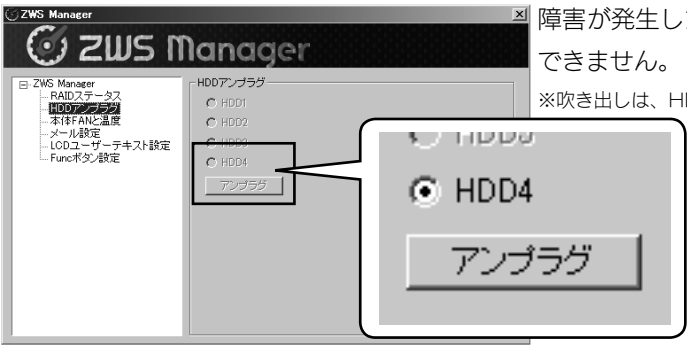 ZWS Manager
ZWS Manager
ZWS Manager
RAIDステータス
HDDアンプラグ
本体FANと温度
メール設定
LCDユーザーテキスト設定
Funcボタン設定
HDDアンプラグ
HDD1
HDD2
HDD3
HDD4
アンプラグ
障害が発生し
できません。
※吹き出しは、HD
HDD3
HDD4
アンプラグ